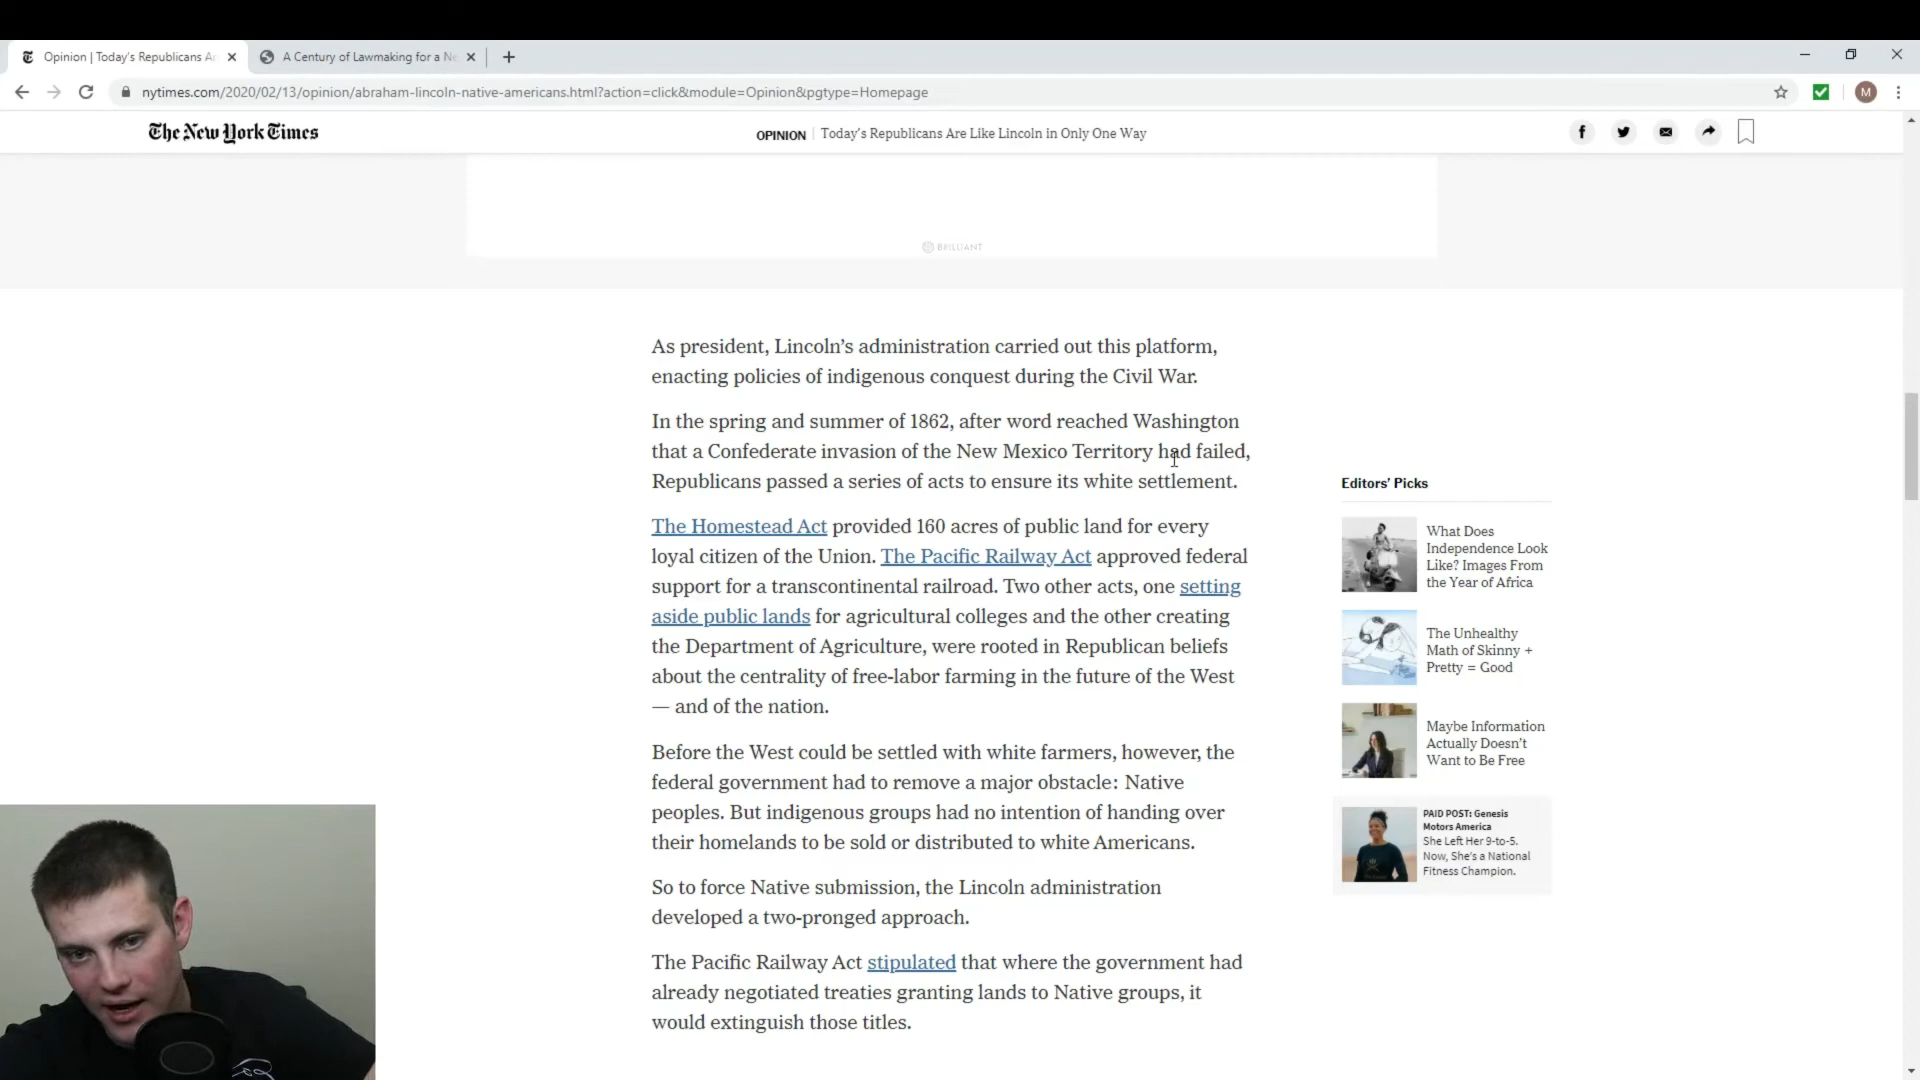 Opinion | Today's Republicans Ar
A Century of Lawmaking for a Ne
nytimes.com/2020/02/13/opinion/abraham-lincoln-native-americans.html?action=click&module=Opinion&pgtype=Homepage
M
The New York Times
OPINION | Today's Republicans Are Like Lincoln in Only One Way
BRILLIANT
As president, Lincoln's administration carried out this platform,
enacting policies of indigenous conquest during the Civil War.
In the spring and summer of 1862, after word reached Washington
that a Confederate invasion of the New Mexico Territory had failed,
Republicans passed a series of acts to ensure its white settlement.
The Homestead Act provided 160 acres of public land for every
loyal citizen of the Union. The Pacific Railway Act approved federal
support for a transcontinental railroad. Two other acts, one setting
aside public lands for agricultural colleges and the other creating
the Department of Agriculture, were rooted in Republican beliefs
about the centrality of free-labor farming in the future of the West
— and of the nation.
Before the West could be settled with white farmers, however, the
federal government had to remove a major obstacle: Native
peoples. But indigenous groups had no intention of handing over
their homelands to be sold or distributed to white Americans.
So to force Native submission, the Lincoln administration
developed a two-pronged approach.
The Pacific Railway Act stipulated that where the government had
already negotiated treaties granting lands to Native groups, it
would extinguish those titles.
Editors' Picks
What Does
Independence Look
Like? Images From
the Year of Africa
The Unhealthy
Math of Skinny +
Pretty = Good
Maybe Information
Actually Doesn't
Want to Be Free
PAID POST: Genesis
Motors America
She Left Her 9-to-5.
Now, She's a National
Fitness Champion.